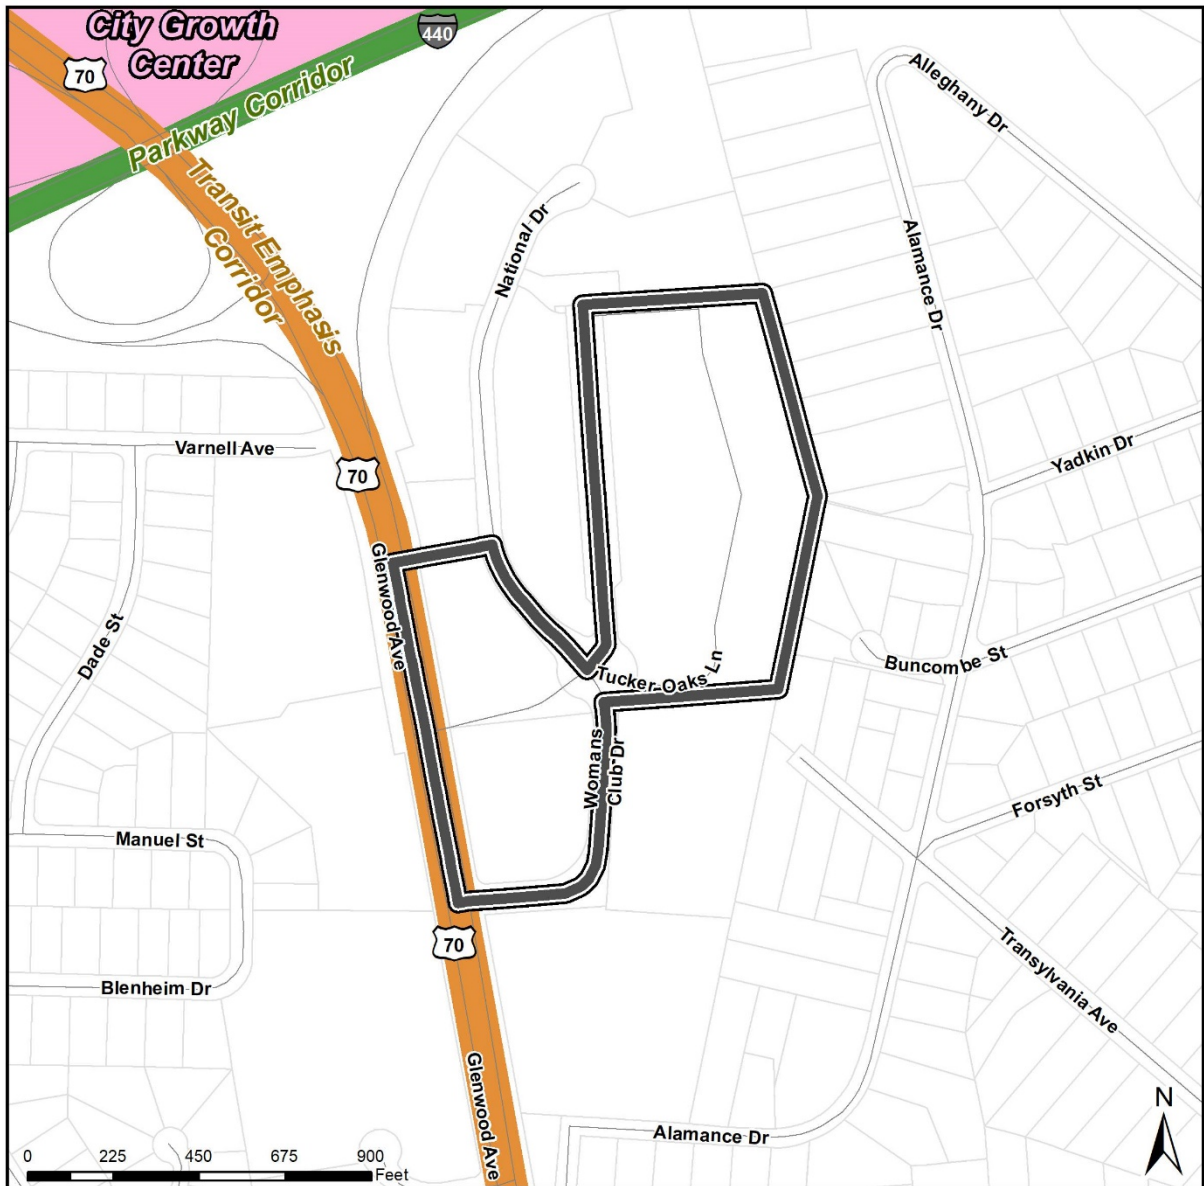 City Growth
Center
440
70
Parkway Corridor
Alleghany Dr
Transit Emphasis
Corridor
National Dr
Alamance Dr
Varnell Ave
Yadkin Dr
70
Glenwood Ave
Dade St
Buncombe St
Tucker Oaks Ln
Womans
Club Dr
Forsyth St
Manuel St
70
Blenheim Dr
Transylvania Ave
Glenwood Ave
N
Alamance Dr
0 225 450 675 900
Feet